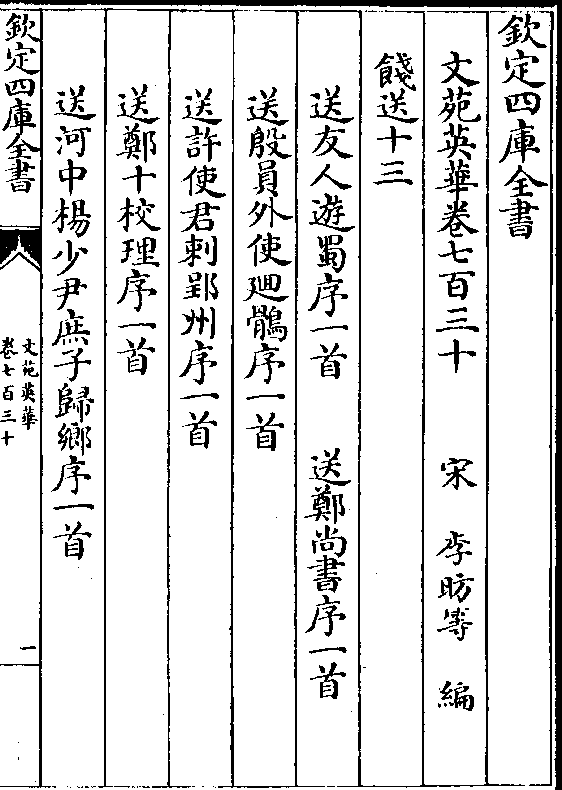 欽定四庫全書
文苑英華卷七百三十 宋 李昉等 編
餞送十三
送友人遊蜀序一首 送鄭尚書序一首
送殷員外使廻鶻序一首
送許使君刺郢州序一首
送鄭十校理序一首
送河中楊少尹庶子歸鄉序一首
欽定四庫全書
文苑英華
卷七百三十
一